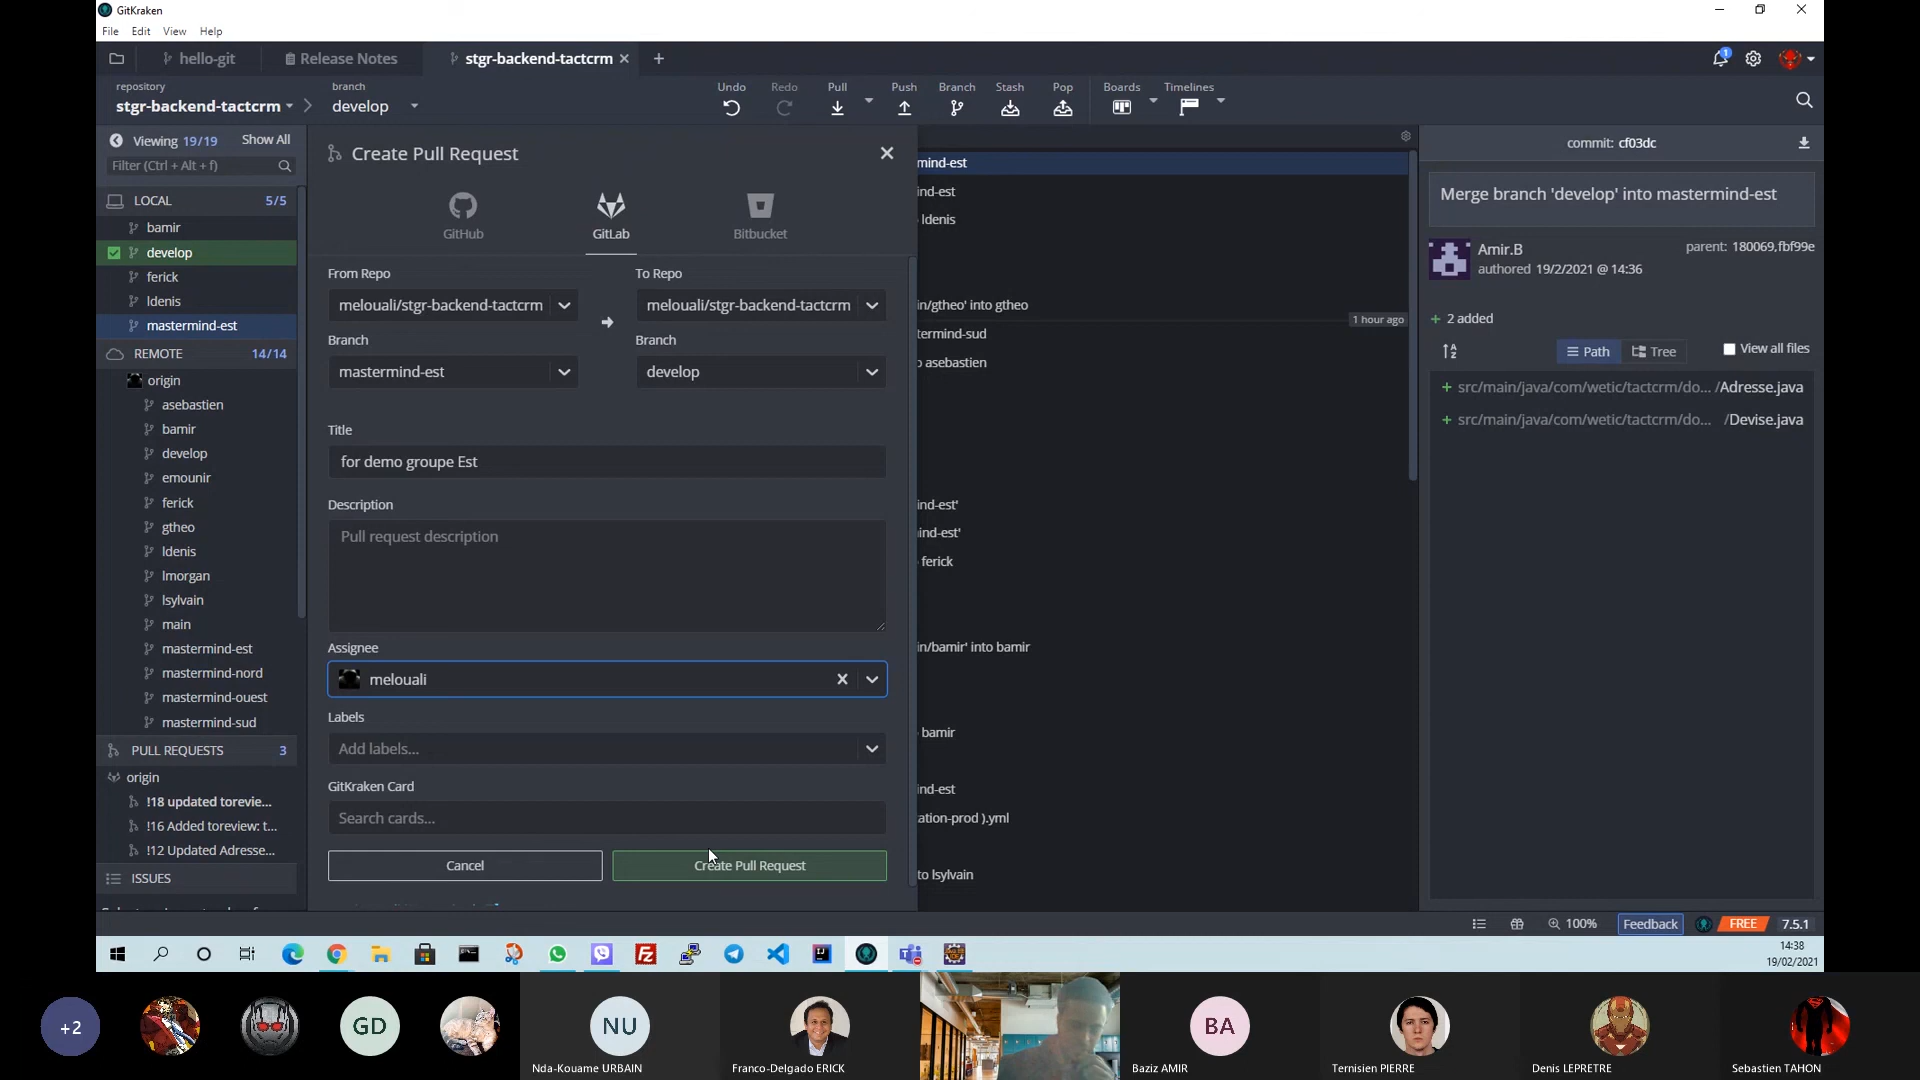 GitKraken
File Edit View Help
hello-git
Release Notes
stgr-backend-tactcrm
1
repository
stgr-backend-tactcrm
branch
develop
Undo
Redo
Pull
Push
Branch
Stash
Pop
Boards
Timelines
Viewing 19/19 Show All
Filter (Ctrl + Alt + f)
LOCAL 5/5
bamir
develop
ferick
ldenis
mastermind-est
REMOTE 14/14
origin
asebastien
bamir
develop
emounir
ferick
gtheo
ldenis
lmorgan
lsylvain
main
mastermind-est
mastermind-nord
mastermind-ouest
mastermind-sud
PULL REQUESTS 3
origin
!18 updated torevie...
!16 Added toreview: t...
!12 Updated Adresse...
ISSUES
Create Pull Request
GitHub
GitLab
Bitbucket
From Repo
To Repo
melouali/stgr-backend-tactcrm
melouali/stgr-backend-tactcrm
Branch
Branch
mastermind-est
develop
Title
for demo groupe Est
Description
Pull request description
Assignee
melouali
Labels
Add labels...
GitKraken Card
Search cards...
Cancel
Create Pull Request
mind-est
ind-est
ldenis
in/gtheo' into gtheo
1 hour ago
termind-sud
asebastien
ind-est'
ind-est'
ferick
in/bamir' into bamir
bamir
ind-est
ation-prod ).yml
to lsylvain
commit: cf03dc
Merge branch 'develop' into mastermind-est
Amir.B
authored 19/2/2021 @ 14:36
parent: 180069,fbf99e
+ 2 added
Path
Tree
View all files
+ src/main/java/com/wetic/tactcrm/do... /Adresse.java
+ src/main/java/com/wetic/tactcrm/do... /Devise.java
100%
Feedback
FREE
7.5.1
14:38
19/02/2021
+2
GD
NU
Nda-Kouame URBAIN
Franco-Delgado ERICK
BA
Baziz AMIR
Ternisien PIERRE
Denis LEPRETRE
Sebastien TAHON